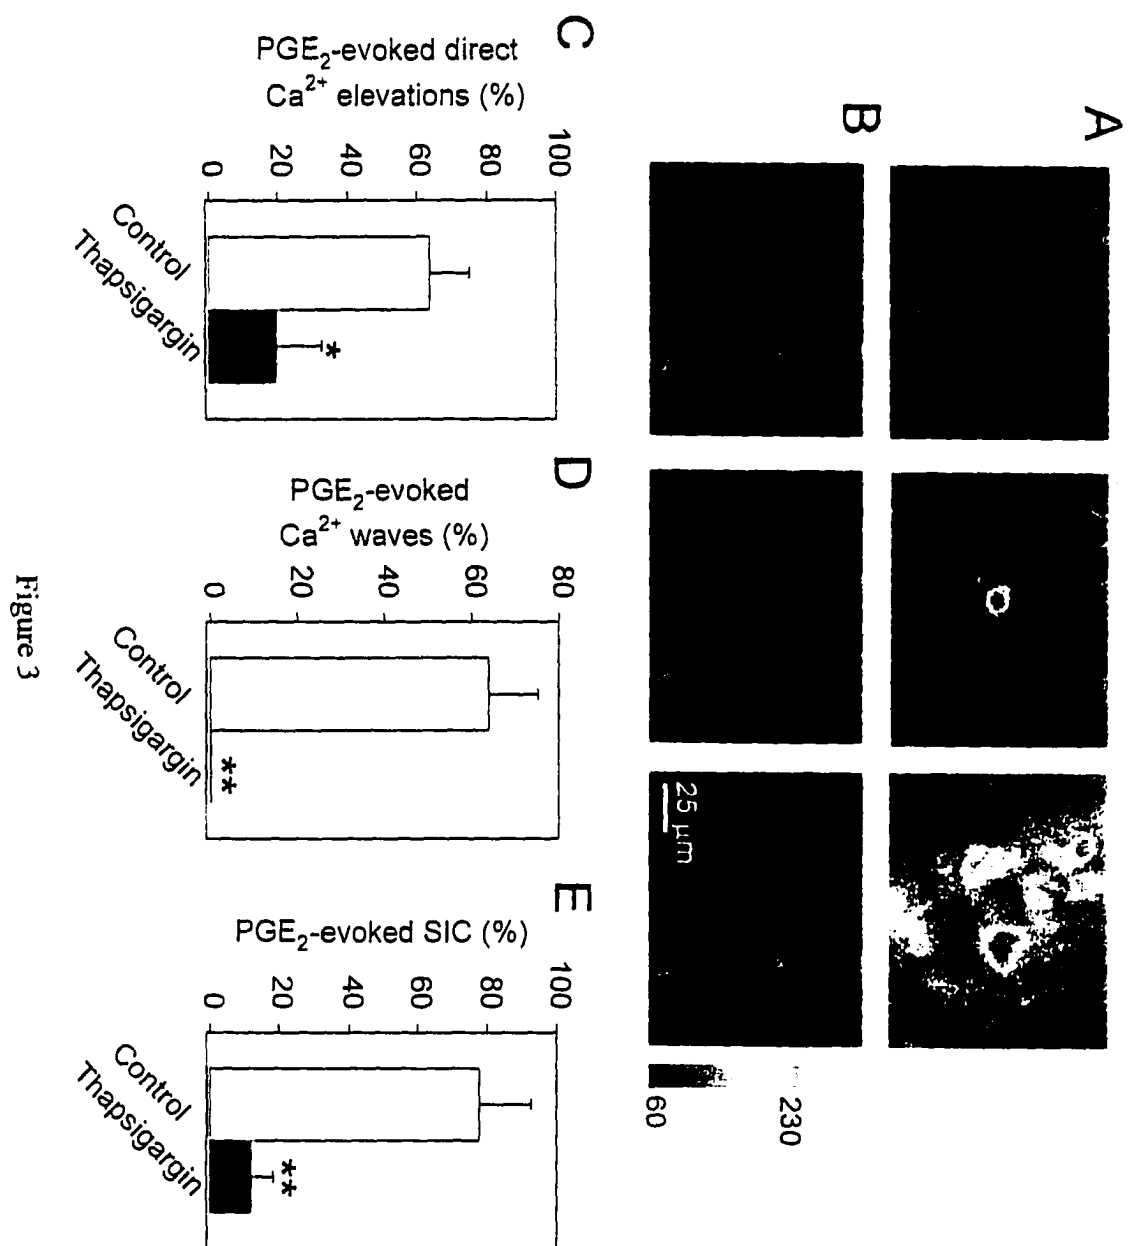 A
B
25 μm
230
60
C
PGE₂-evoked direct
Ca²⁺ elevations (%)
100
80
60
40
20
0
Control
Thapsigargin
*
D
PGE₂-evoked
Ca²⁺ waves (%)
80
60
40
20
0
Control
Thapsigargin
**
E
PGE₂-evoked SIC (%)
100
80
60
40
20
0
Control
Thapsigargin
**
Figure 3